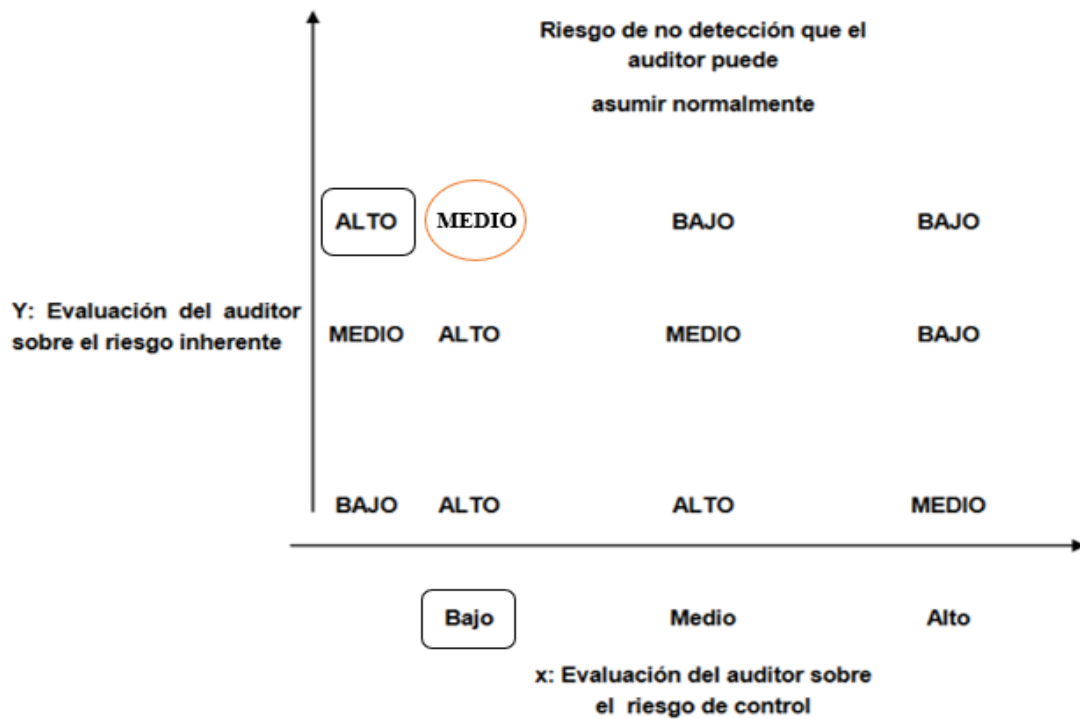 Riesgo de no detección que el
auditor puede
asumir normalmente
ALTO MEDIO BAJO BAJO
Y: Evaluación del auditor
sobre el riesgo inherente
MEDIO ALTO MEDIO BAJO
BAJO ALTO ALTO MEDIO
Bajo Medio Alto
x: Evaluación del auditor sobre
el riesgo de control